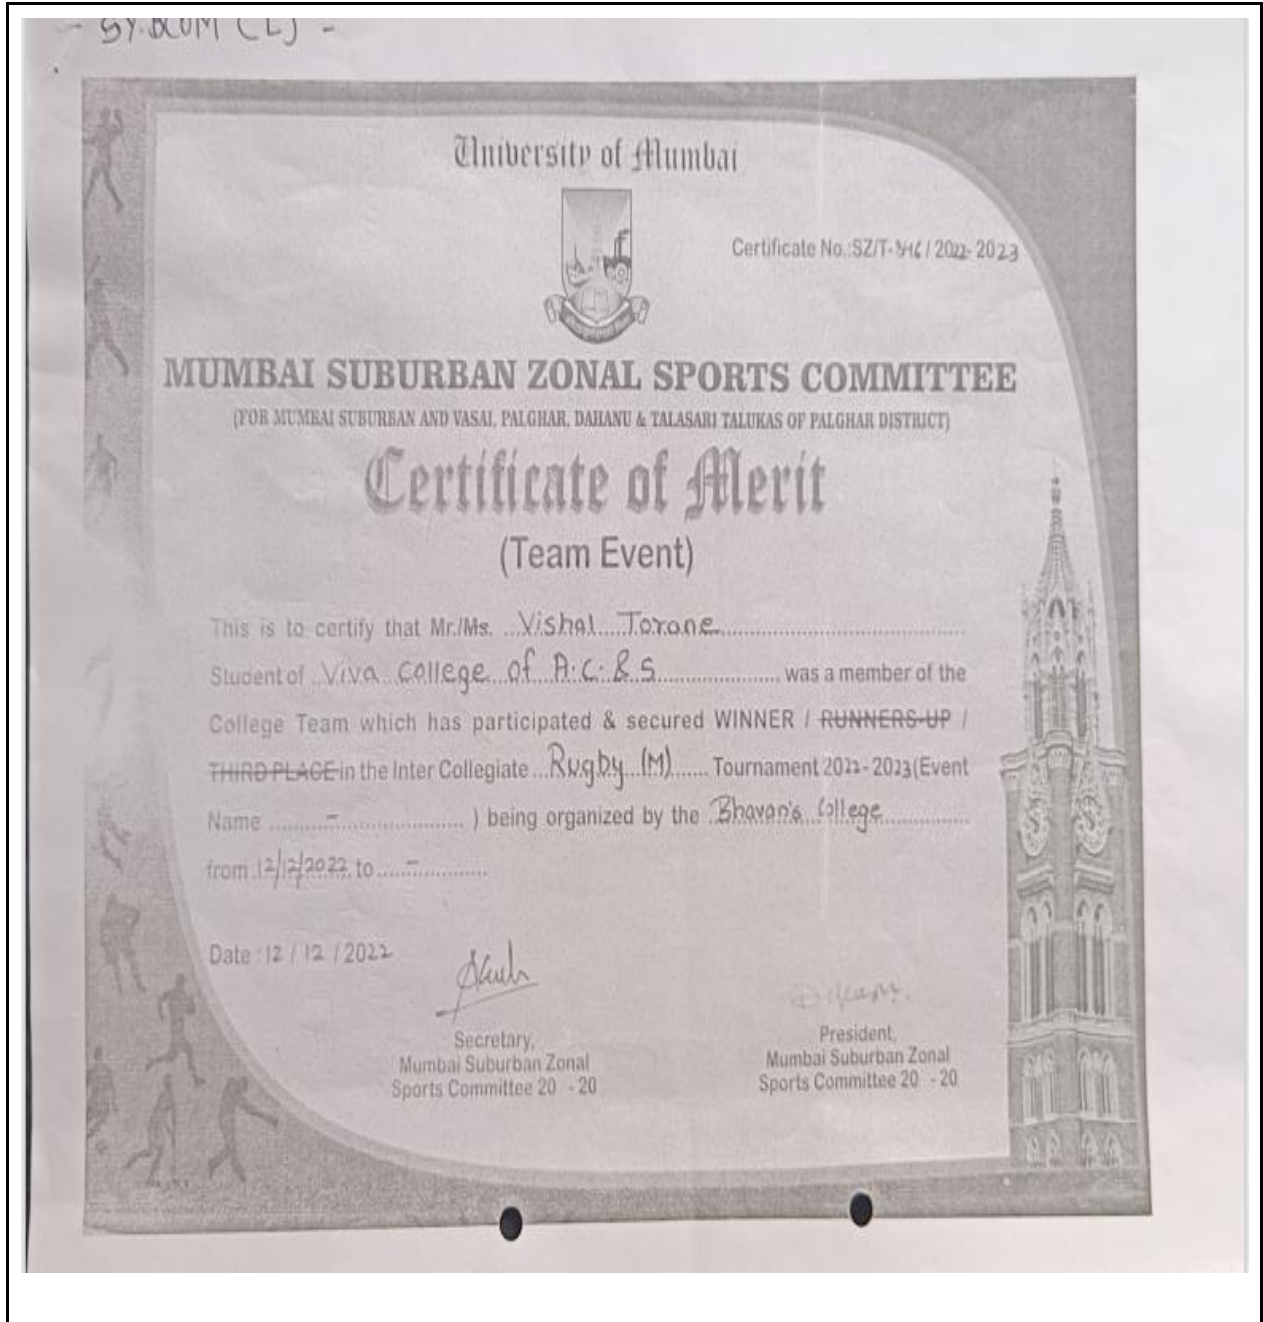 SY.BCOM (L) -
University of Mumbai
Certificate No.:SZ/T- / 2022-2023
MUMBAI SUBURBAN ZONAL SPORTS COMMITTEE
(FOR MUMBAI SUBURBAN AND VASAI, PALGHAR, DAHANU & TALASARI TALUKAS OF PALGHAR DISTRICT)
Certificate of Merit
(Team Event)
This is to certify that Mr./Ms. Vishal Torane
Student of Viva College of A.C. & S. was a member of the
College Team which has participated & secured WINNER / RUNNERS-UP /
THIRD PLACE in the Inter Collegiate Rugby (M) Tournament 2022-2023(Event
Name - ) being organized by the Bhavan's College
from 12/12/2022 to -
Date : 12 / 12 / 2022
Secretary,
Mumbai Suburban Zonal
Sports Committee 20 - 20
President,
Mumbai Suburban Zonal
Sports Committee 20 - 20